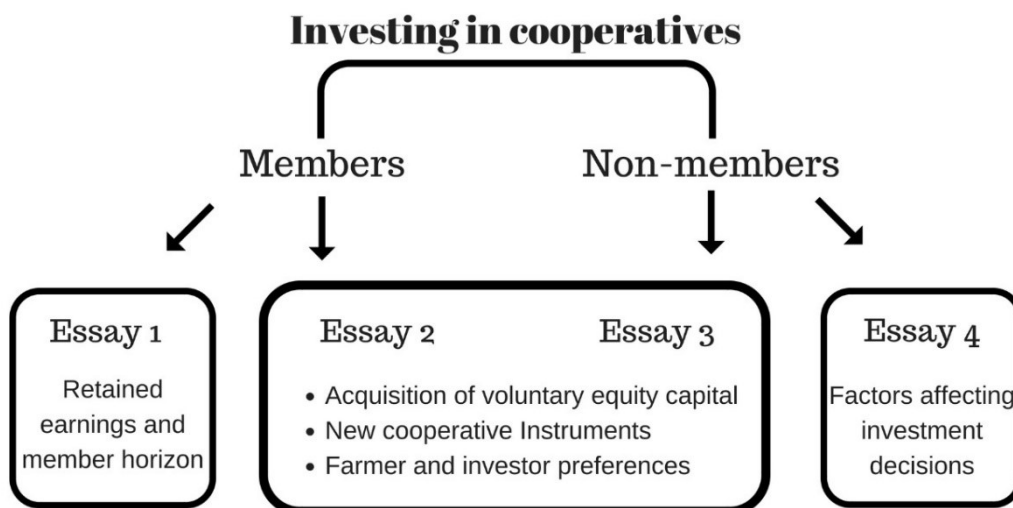 Investing in cooperatives
Members
Non-members
Essay 1
Retained
earnings and
member horizon
Essay 2
Essay 3
• Acquisition of voluntary equity capital
• New cooperative Instruments
• Farmer and investor preferences
Essay 4
Factors affecting
investment
decisions